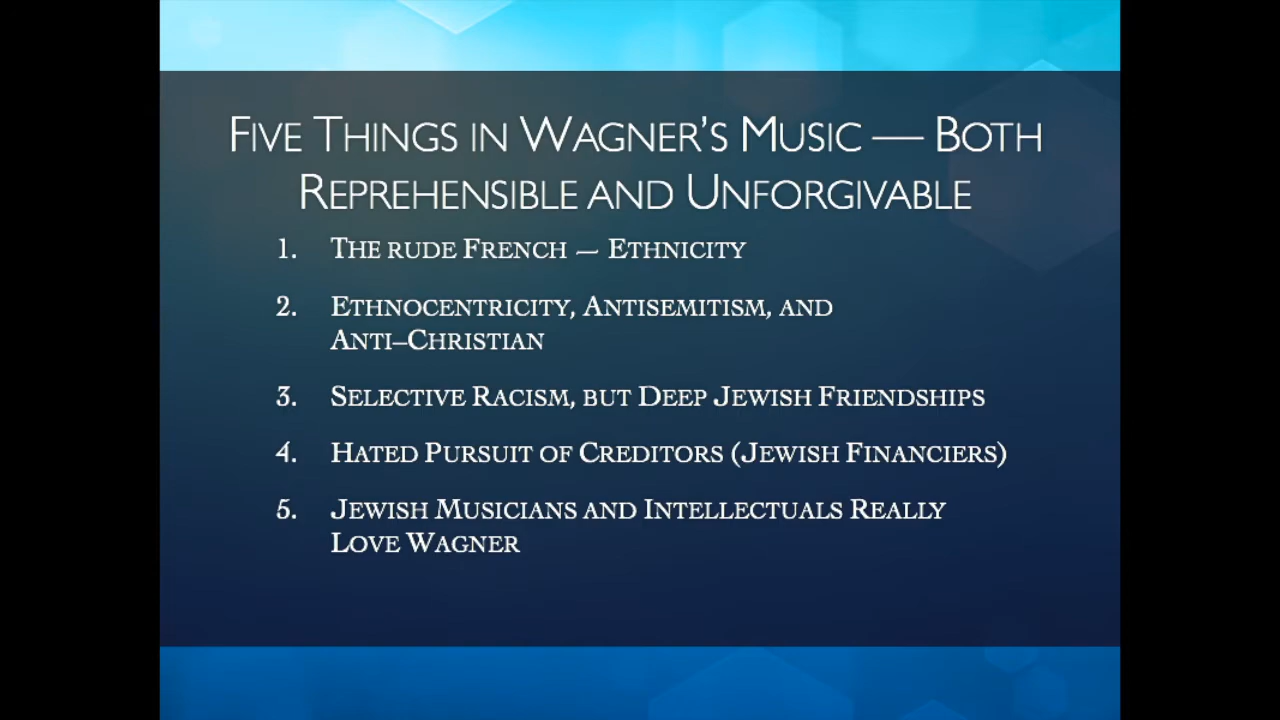 Five Things in Wagner's Music — Both
Reprehensible and Unforgivable
1. The rude French — Ethnicity
2. Ethnocentricity, Antisemitism, and
Anti–Christian
3. Selective Racism, but Deep Jewish Friendships
4. Hated Pursuit of Creditors (Jewish Financiers)
5. Jewish Musicians and Intellectuals Really
Love Wagner